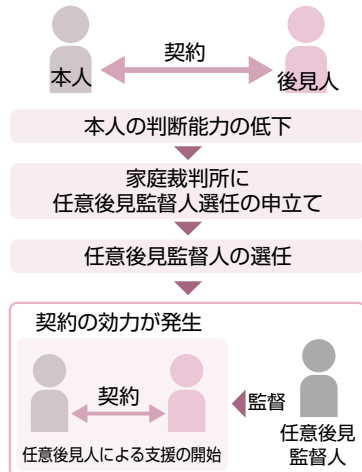 契約
本人
後見人
本人の判断能力の低下
家庭裁判所に
任意後見監督人選任の申立て
任意後見監督人の選任
契約の効力が発生
契約
監督
任意後見人による支援の開始
任意後見
監督人